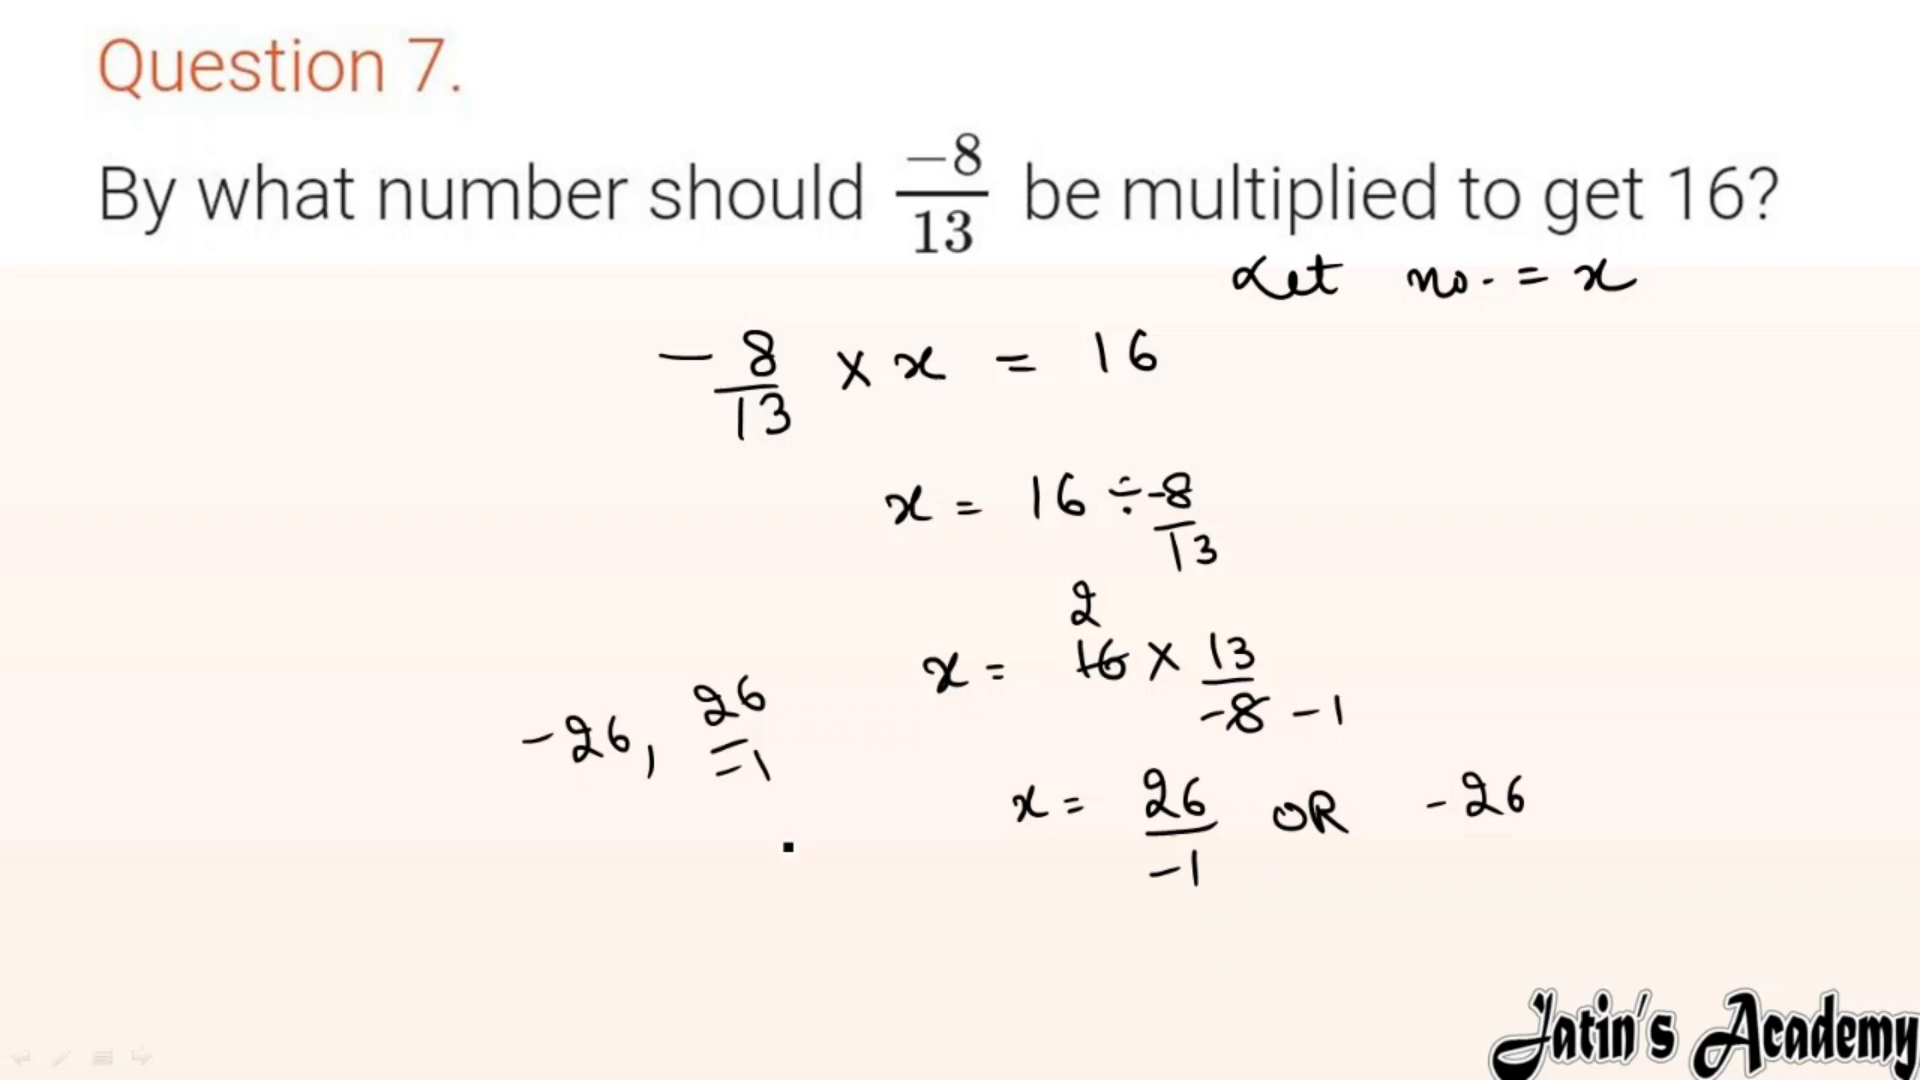 Question 7.
By what number should -8/13 be multiplied to get 16?
Let no. = x
- 8/13 × x = 16
x = 16 ÷ -8/13
2
x = 16 × 13/-8 -1
-26, 26/-1
x = 26/-1 OR -26
Jatin's Academy